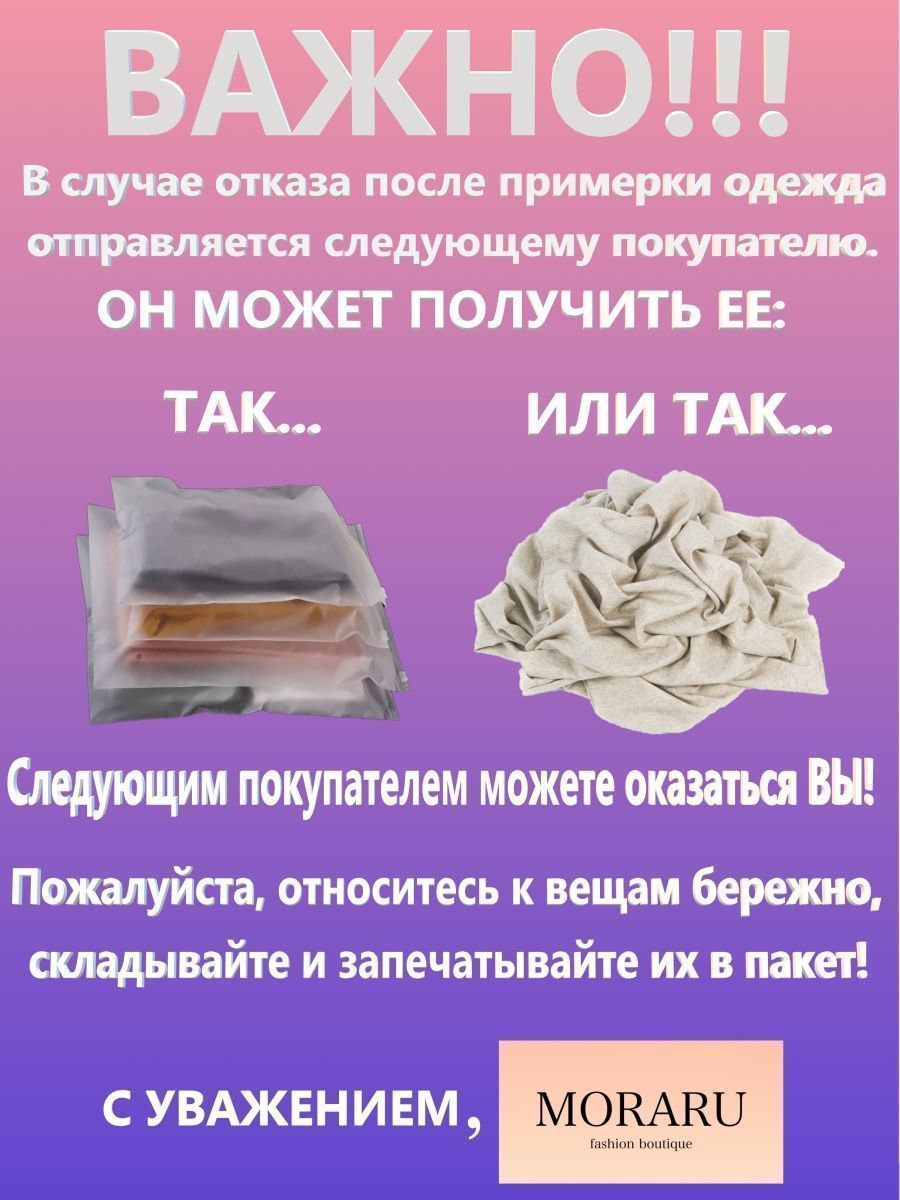 ВАЖНО!!!
В случае отказа после примерки одежда
отправляется следующему покупателю.
ОН МОЖЕТ ПОЛУЧИТЬ ЕЕ:
ТАК...
ИЛИ ТАК...
Следующим покупателем можете оказаться ВЫ!
Пожалуйста, относитесь к вещам бережно,
складывайте и запечатывайте их в пакет!
С УВАЖЕНИЕМ,
MORARU
fashion boutique